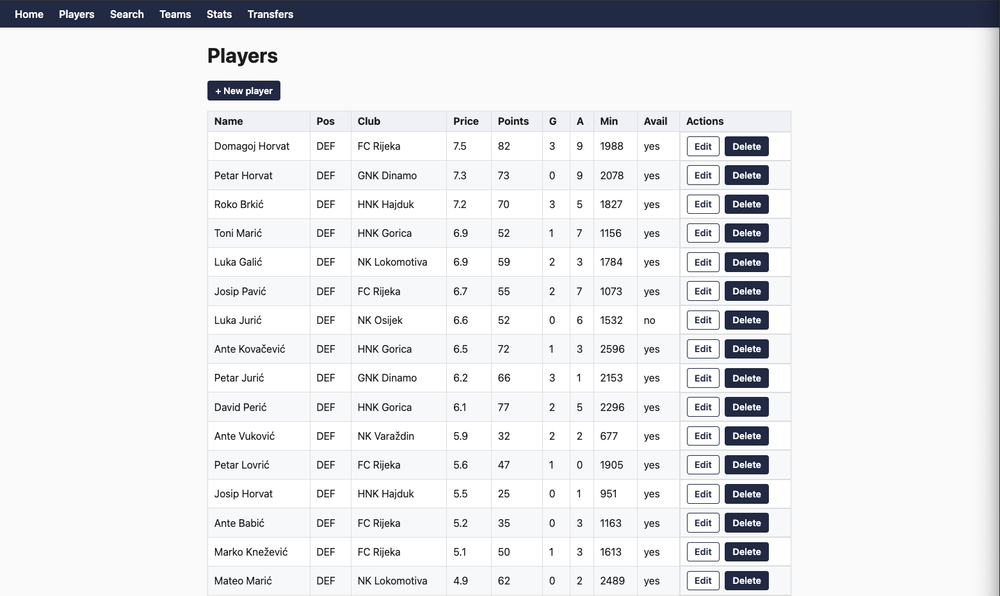 Home Players Search Teams Stats Transfers
Players
+ New player
Name Pos Club Price Points G A Min Avail Actions
Domagoj Horvat DEF FC Rijeka 7.5 82 3 9 1988 yes Edit Delete
Petar Horvat DEF GNK Dinamo 7.3 73 0 9 2078 yes Edit Delete
Roko Brkić DEF HNK Hajduk 7.2 70 3 5 1827 yes Edit Delete
Toni Marić DEF HNK Gorica 6.9 52 1 7 1156 yes Edit Delete
Luka Galić DEF NK Lokomotiva 6.9 59 2 3 1784 yes Edit Delete
Josip Pavić DEF FC Rijeka 6.7 55 2 7 1073 yes Edit Delete
Luka Jurić DEF NK Osijek 6.6 52 0 6 1532 no Edit Delete
Ante Kovačević DEF HNK Gorica 6.5 72 1 3 2596 yes Edit Delete
Petar Jurić DEF GNK Dinamo 6.2 66 3 1 2153 yes Edit Delete
David Perić DEF HNK Gorica 6.1 77 2 5 2296 yes Edit Delete
Ante Vuković DEF NK Varaždin 5.9 32 2 2 677 yes Edit Delete
Petar Lovrić DEF FC Rijeka 5.6 47 1 0 1905 yes Edit Delete
Josip Horvat DEF HNK Hajduk 5.5 25 0 1 951 yes Edit Delete
Ante Babić DEF FC Rijeka 5.2 35 0 3 1163 yes Edit Delete
Marko Knežević DEF FC Rijeka 5.1 50 1 3 1613 yes Edit Delete
Mateo Marić DEF NK Lokomotiva 4.9 62 0 2 2489 yes Edit Delete